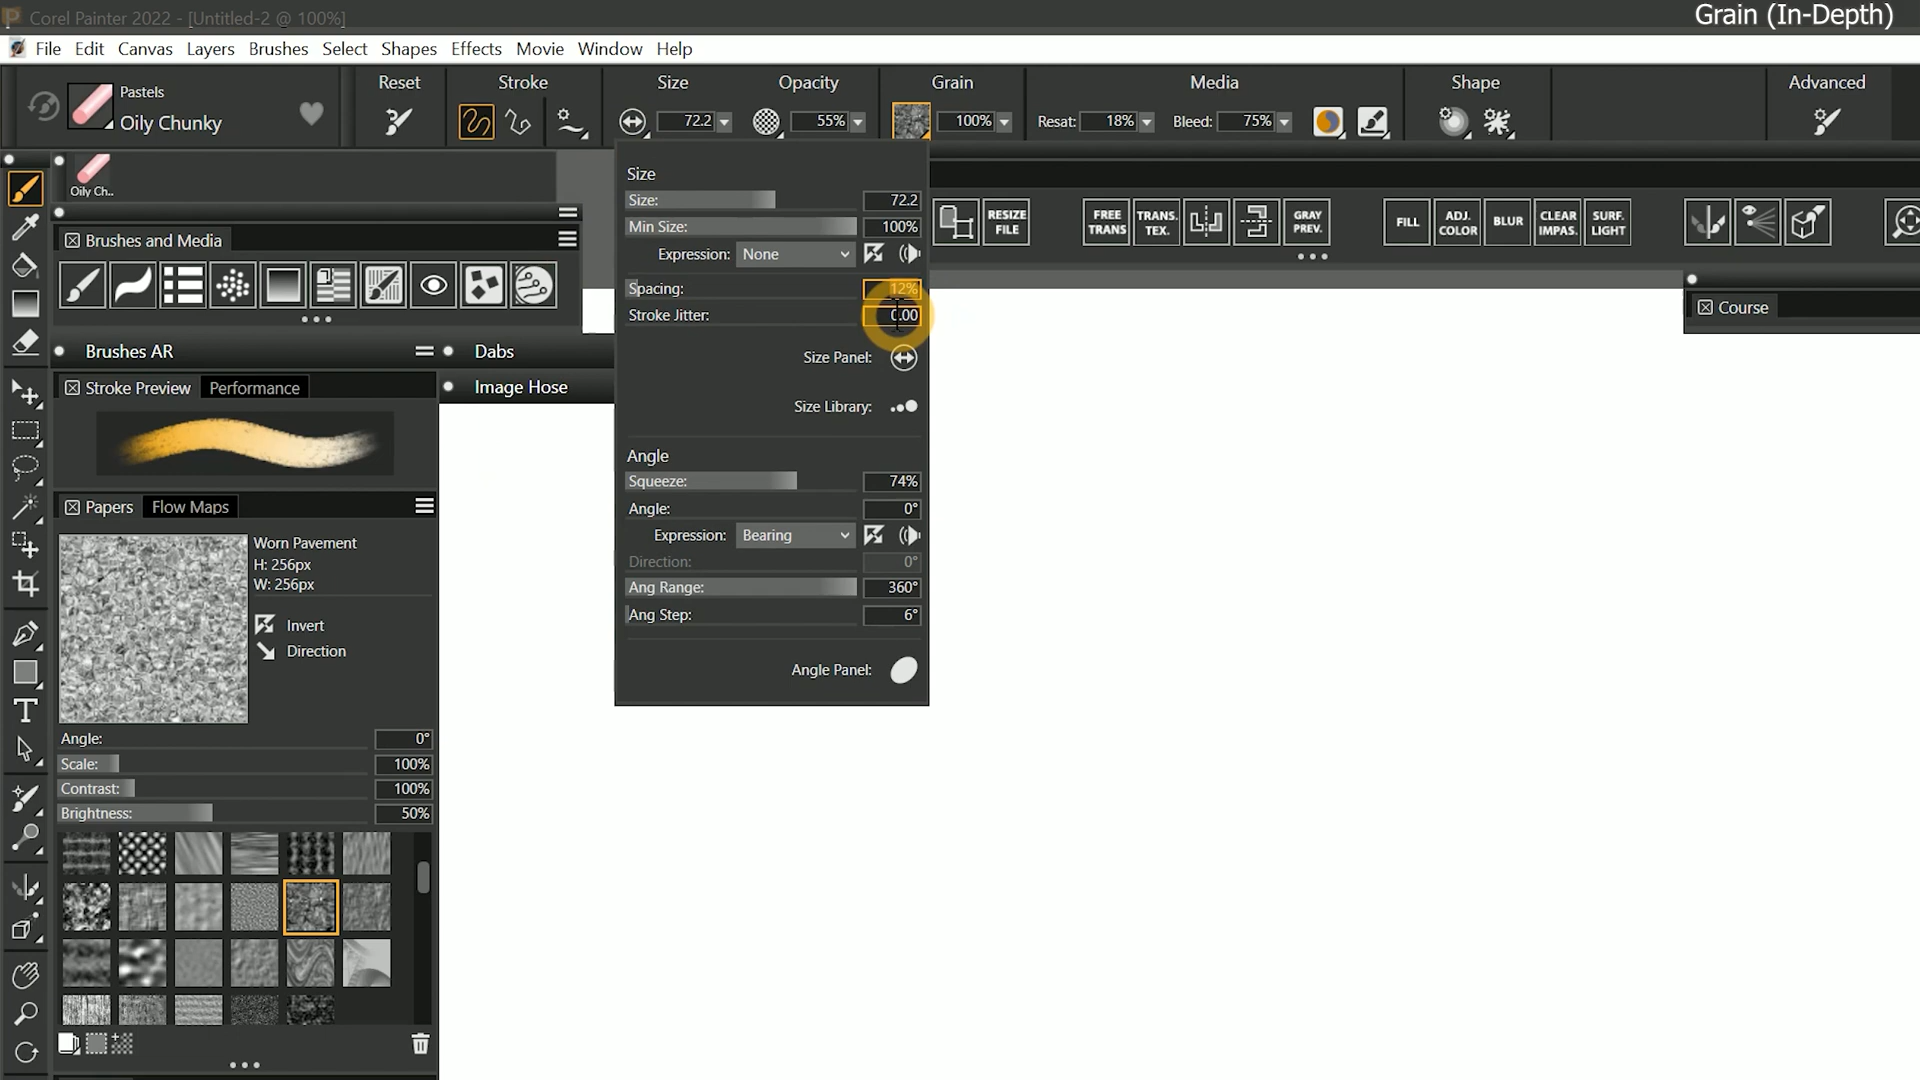 Corel Painter 2022 - [Untitled-2 @ 100%]
Grain (In-Depth)
File Edit Canvas Layers Brushes Select Shapes Effects Movie Window Help
Pastels
Oily Chunky
Reset
Stroke
Size
72.2
Opacity
55%
Grain
100%
Media
Resat: 18%
Bleed: 75%
Shape
Advanced
Oily Ch..
RESIZE FILE
FREE TRANS
TRANS. TEX.
GRAY PREV.
FILL
ADJ. COLOR
BLUR
CLEAR IMPAS.
SURF. LIGHT
Course
Brushes and Media
Brushes AR
Dabs
Image Hose
Stroke Preview
Performance
Papers
Flow Maps
Worn Pavement
H: 256px
W: 256px
Invert
Direction
Angle: 0°
Scale: 100%
Contrast: 100%
Brightness: 50%
Size
Size: 72.2
Min Size: 100%
Expression: None
Spacing: 12%
Stroke Jitter: 0.00
Size Panel:
Size Library:
Angle
Squeeze: 74%
Angle: 0°
Expression: Bearing
Direction: 0°
Ang Range: 360°
Ang Step: 6°
Angle Panel: